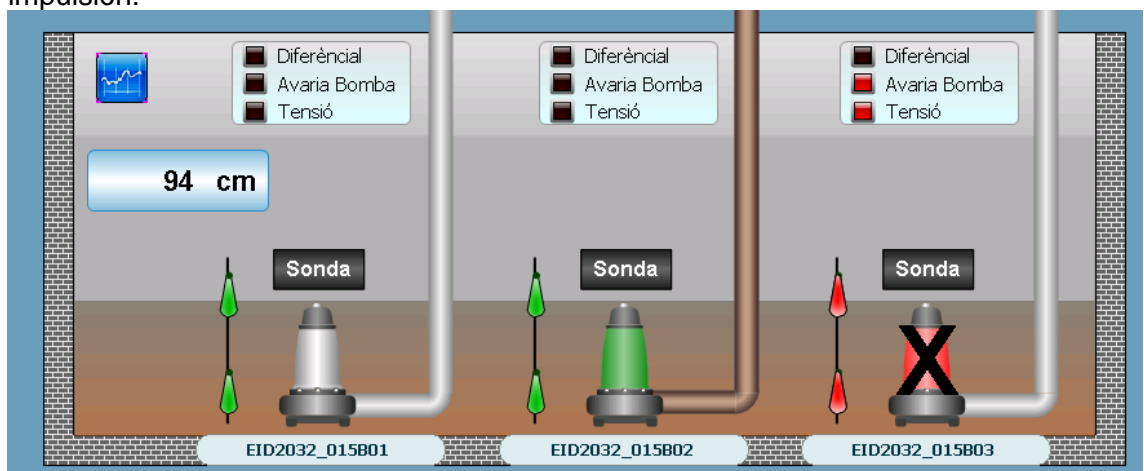 impulsión.
Diferèncial
Avaria Bomba
Tensió
Diferèncial
Avaria Bomba
Tensió
Diferèncial
Avaria Bomba
Tensió
94 cm
Sonda
Sonda
Sonda
EID2032_015B01
EID2032_015B02
EID2032_015B03